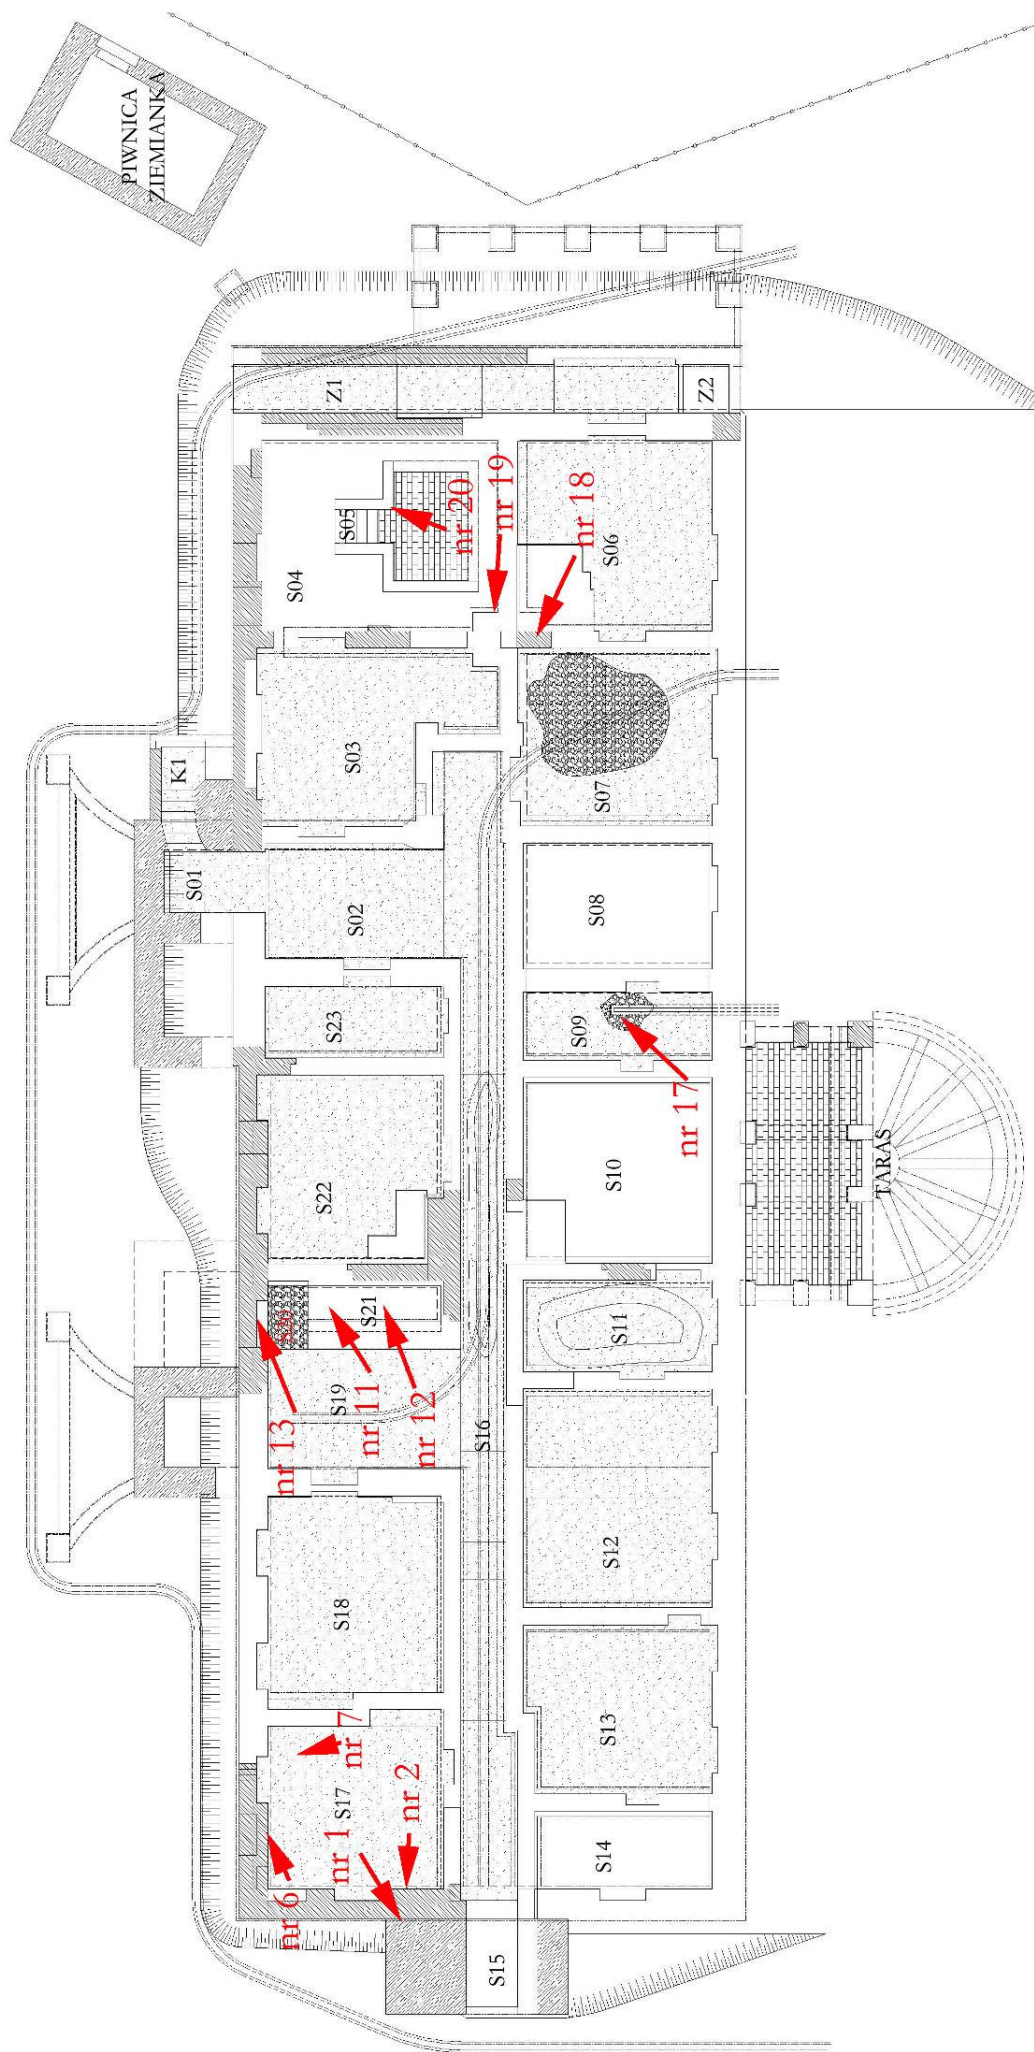 PIWNICA
ZIEMIANKA
Z1
Z2
S05
S04
nr 20
nr 19
nr 18
S06
K1
S03
S07
S01
S02
S08
S23
S09
nr 17
S22
S10
TARAS
S20
S21
S11
S19
nr 13
nr 11
nr 12
S16
S12
S18
S13
nr 7
S17
nr 2
nr 1
nr 6
S14
S15